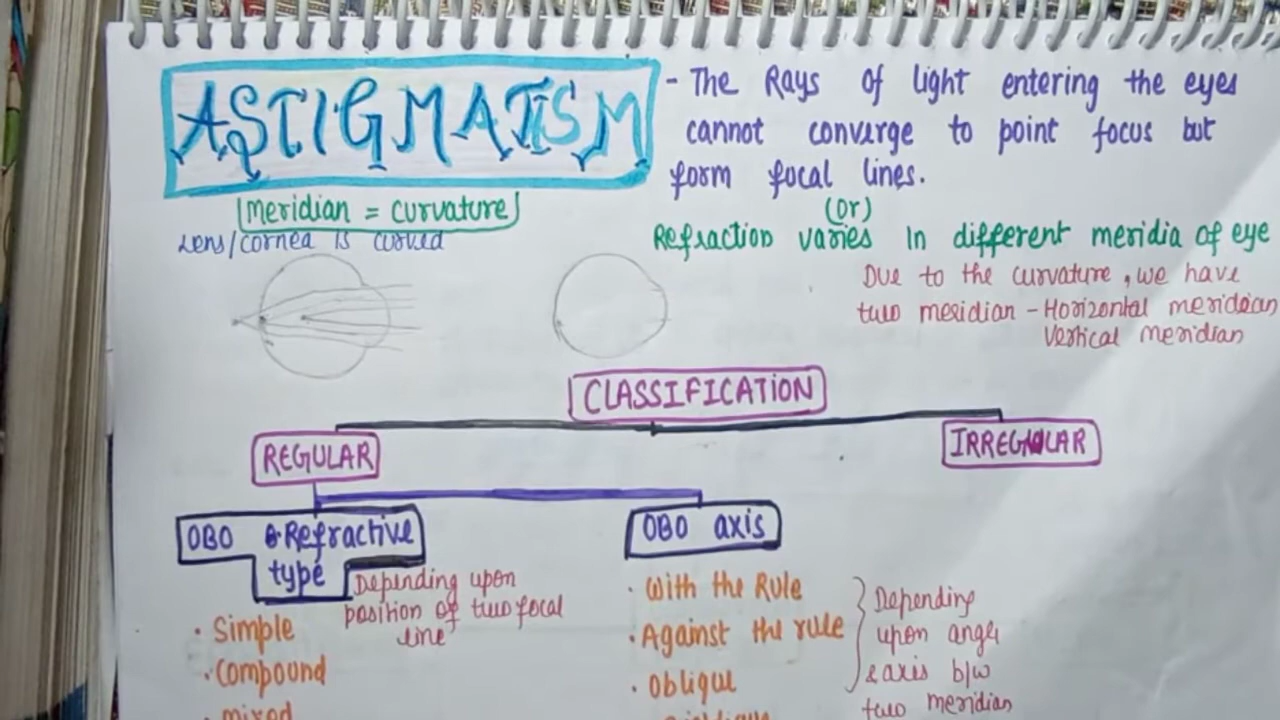 ASTIGMATISM
- The Rays of light entering the eyes
cannot converge to point focus but
form focal lines.
(Or)
Meridian = curvature
Lens/cornea is curved
Refraction varies In different meridia of eye
Due to the curvature, we have
two meridian - Horizontal meridian
Vertical meridian
CLASSIFICATION
REGULAR
IRREGULAR
OBO Refractive
type
Depending upon
position of two focal
line
• Simple
• Compound
• mixed
OBO axis
• With the Rule
• Against the rule
• Oblique
Depending
upon angle
& axis b/w
two meridian